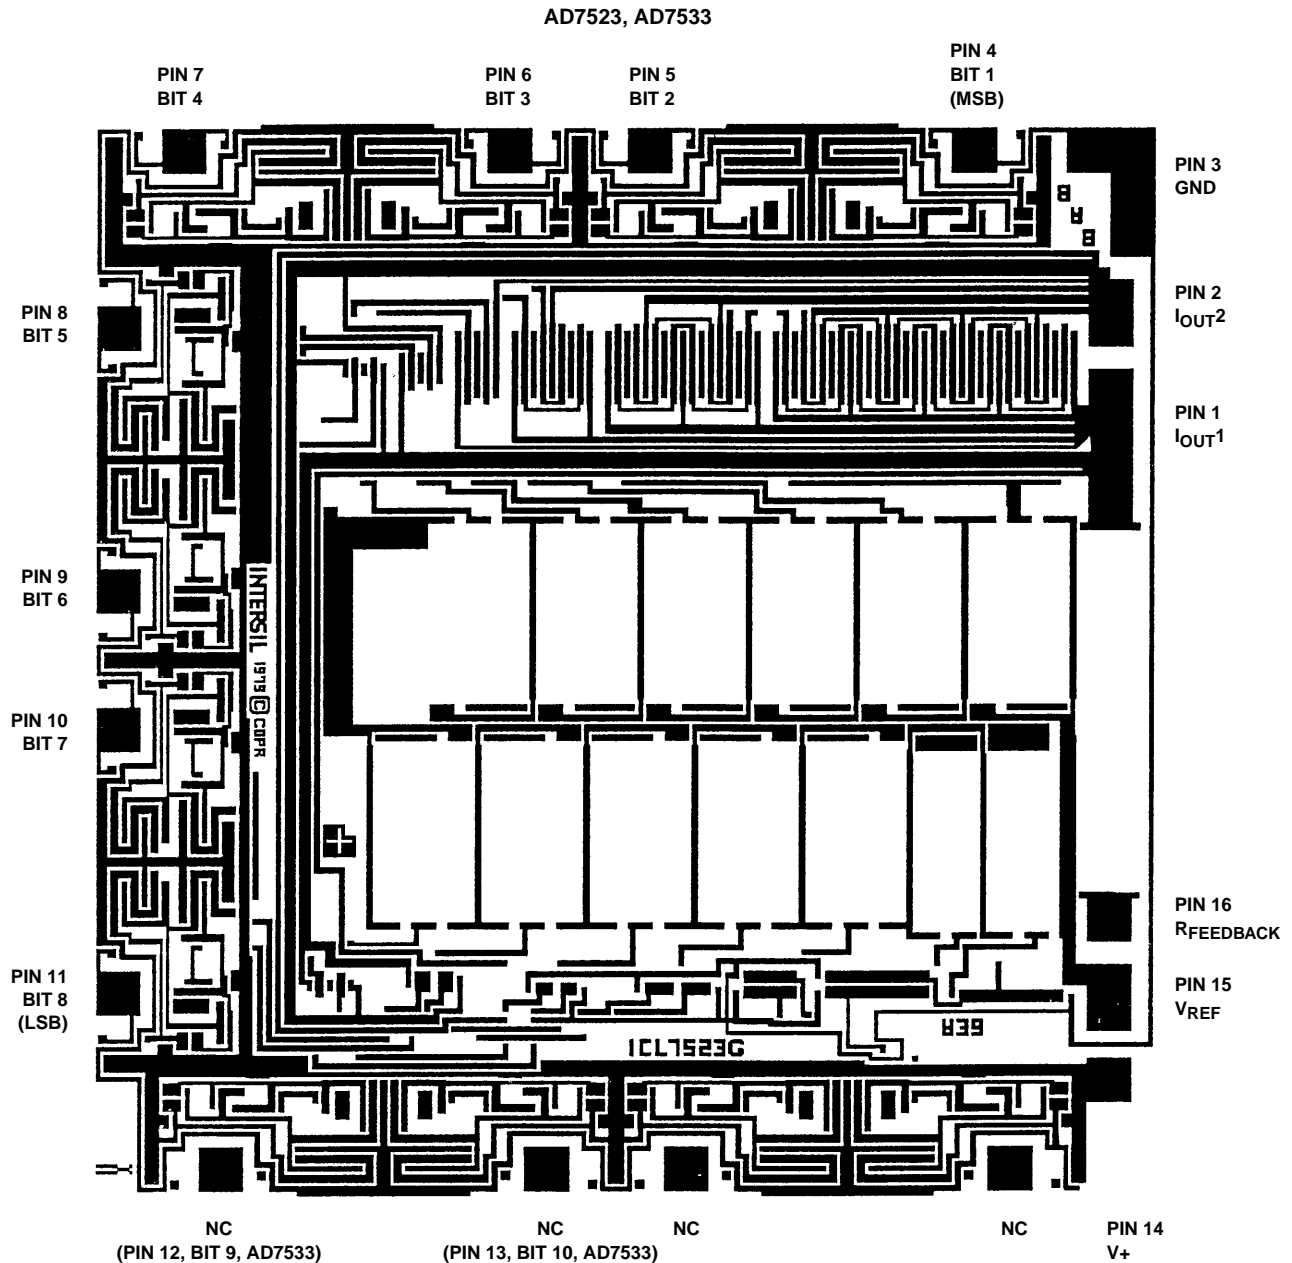 AD7523, AD7533
PIN 7
BIT 4
PIN 6
BIT 3
PIN 5
BIT 2
PIN 4
BIT 1
(MSB)
PIN 3
GND
PIN 2
IOUT2
PIN 1
IOUT1
PIN 8
BIT 5
PIN 9
BIT 6
PIN 10
BIT 7
PIN 11
BIT 8
(LSB)
INTERSIL 1979 © COPR
PIN 16
RFEEDBACK
PIN 15
VREF
ICL7523G
NC
(PIN 12, BIT 9, AD7533)
NC
(PIN 13, BIT 10, AD7533)
NC
NC
PIN 14
V+